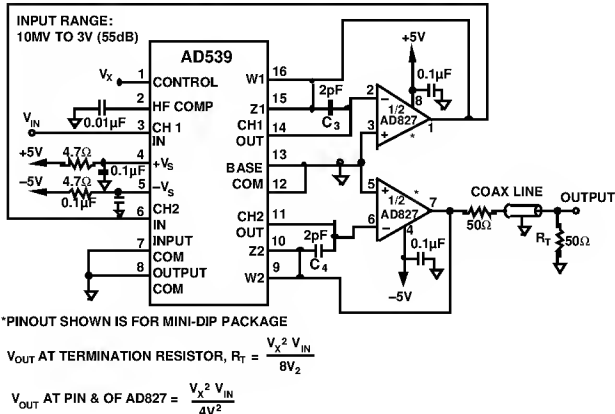 INPUT RANGE:
10MV TO 3V (55dB)
AD539
VX
1 CONTROL
2 HF COMP
0.01µF
VIN
3 CH 1 IN
+5V 4.7Ω 4 +VS
0.1µF
–5V 4.7Ω 5 –VS
0.1µF
6 CH2 IN
7 INPUT COM
8 OUTPUT COM
W1 16
Z1 15
CH1 OUT 14
BASE COM 13
12
CH2 OUT 11
Z2 10
W2 9
2pF
C3
2pF
C4
+5V
0.1µF
8
2
–
1/2
AD827
1
3
+
*
5
+
*
1/2
AD827
7
6
–
4
0.1µF
–5V
50Ω
COAX LINE
OUTPUT
RT
50Ω
*PINOUT SHOWN IS FOR MINI-DIP PACKAGE
VOUT AT TERMINATION RESISTOR, RT = VX² VIN / 8V2
VOUT AT PIN & OF AD827 = VX² VIN / 4V²